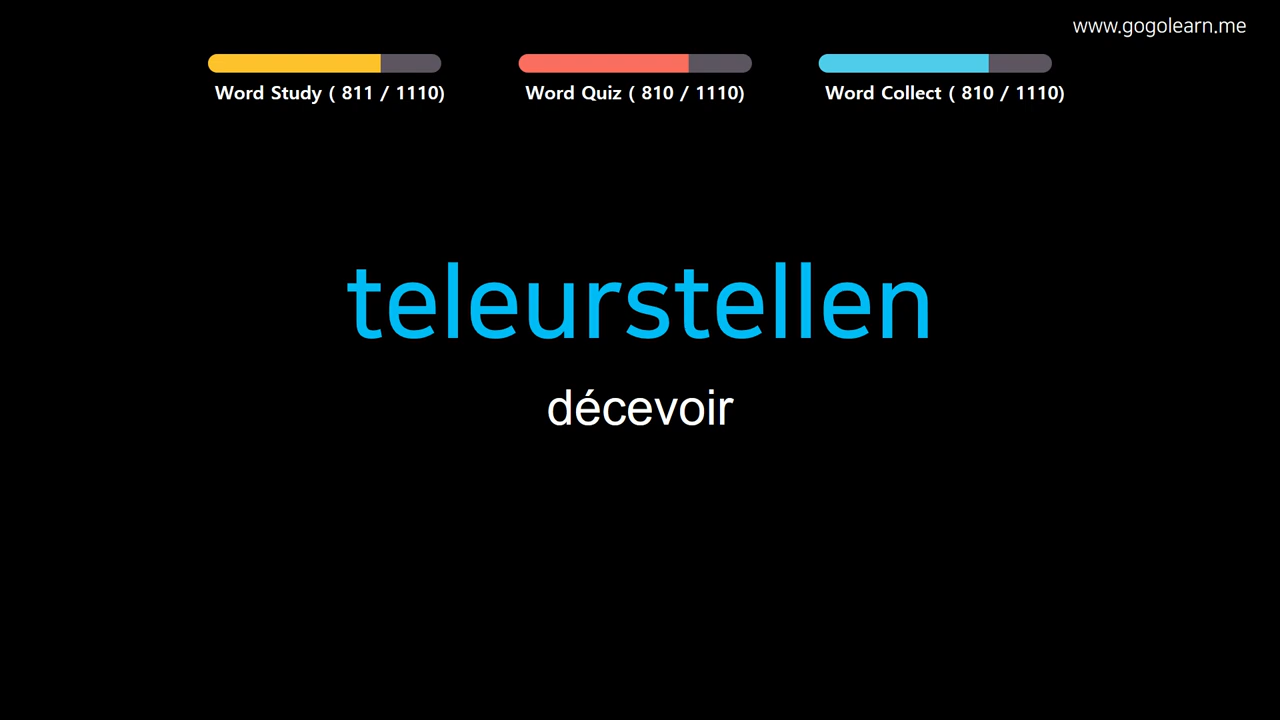 www.gogolearn.me
Word Study ( 811 / 1110)
Word Quiz ( 810 / 1110)
Word Collect ( 810 / 1110)
teleurstellen
décevoir